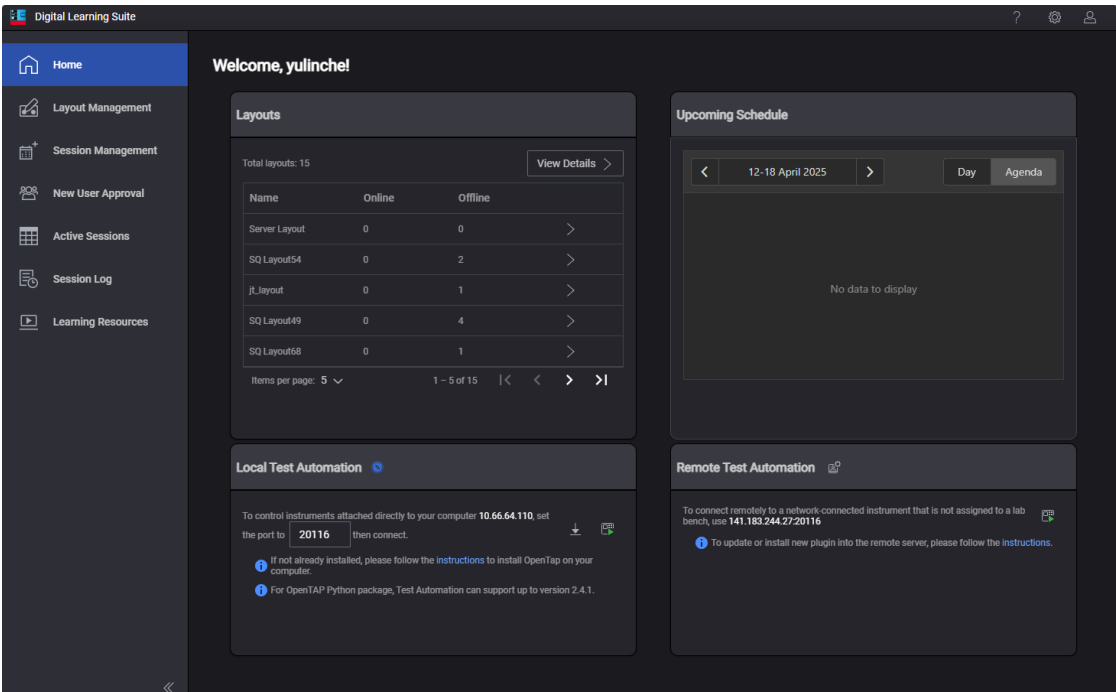 Digital Learning Suite
Home
Layout Management
Session Management
New User Approval
Active Sessions
Session Log
Learning Resources
Welcome, yulinche!
Layouts
Total layouts: 15
View Details
Name Online Offline
Server Layout 0 0
SQ Layout54 0 2
jt_layout 0 1
SQ Layout49 0 4
SQ Layout68 0 1
Items per page: 5 1 – 5 of 15
Upcoming Schedule
12-18 April 2025 Day Agenda
No data to display
Local Test Automation
To control instruments attached directly to your computer 10.66.64.110, set
the port to 20116 then connect.
If not already installed, please follow the instructions to install OpenTap on your
computer.
For OpenTAP Python package, Test Automation can support up to version 2.4.1.
Remote Test Automation
To connect remotely to a network-connected instrument that is not assigned to a lab
bench, use 141.183.244.27:20116
To update or install new plugin into the remote server, please follow the instructions.